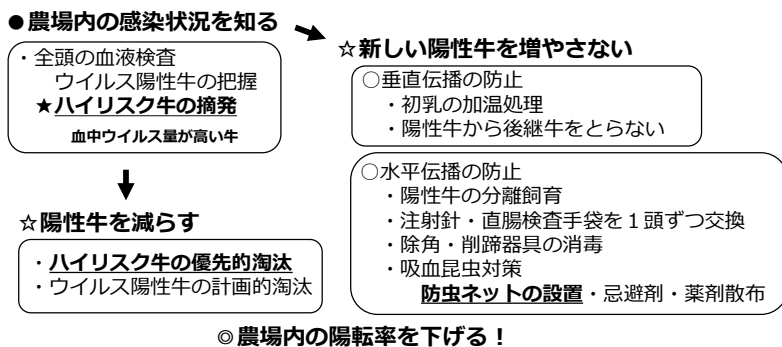 ●農場内の感染状況を知る
・全頭の血液検査
ウイルス陽性牛の把握
★ハイリスク牛の摘発
血中ウイルス量が高い牛
☆陽性牛を減らす
・ハイリスク牛の優先的淘汰
・ウイルス陽性牛の計画的淘汰
☆新しい陽性牛を増やさない
○垂直伝播の防止
・初乳の加温処理
・陽性牛から後継牛をとらない
○水平伝播の防止
・陽性牛の分離飼育
・注射針・直腸検査手袋を１頭ずつ交換
・除角・削蹄器具の消毒
・吸血昆虫対策
防虫ネットの設置・忌避剤・薬剤散布
◎農場内の陽転率を下げる！